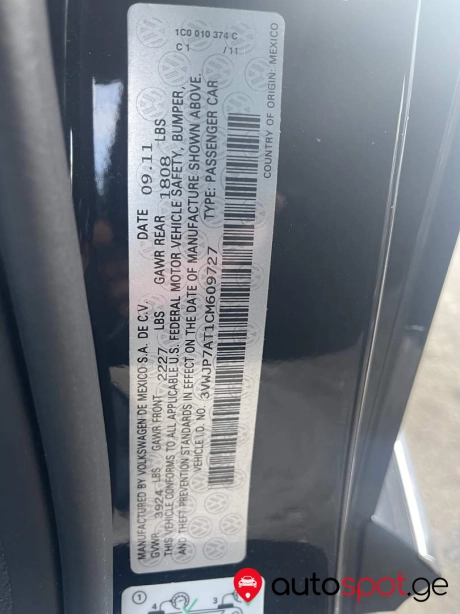 MANUFACTURED BY VOLKSWAGEN DE MEXICO S.A. DE C.V. DATE 09.11 1C0 010 374 C
GVWR 3924 LBS GAWR FRONT 2227 LBS GAWR REAR 1808 LBS C 1 / 11
THIS VEHICLE CONFORMS TO ALL APPLICABLE U.S. FEDERAL MOTOR VEHICLE SAFETY, BUMPER,
AND THEFT PREVENTION STANDARDS IN EFFECT ON THE DATE OF MANUFACTURE SHOWN ABOVE.
VEHICLE I.D. NO. 3VWJP7AT1CM609727 TYPE: PASSENGER CAR
COUNTRY OF ORIGIN: MEXICO
1
3
autospot.ge